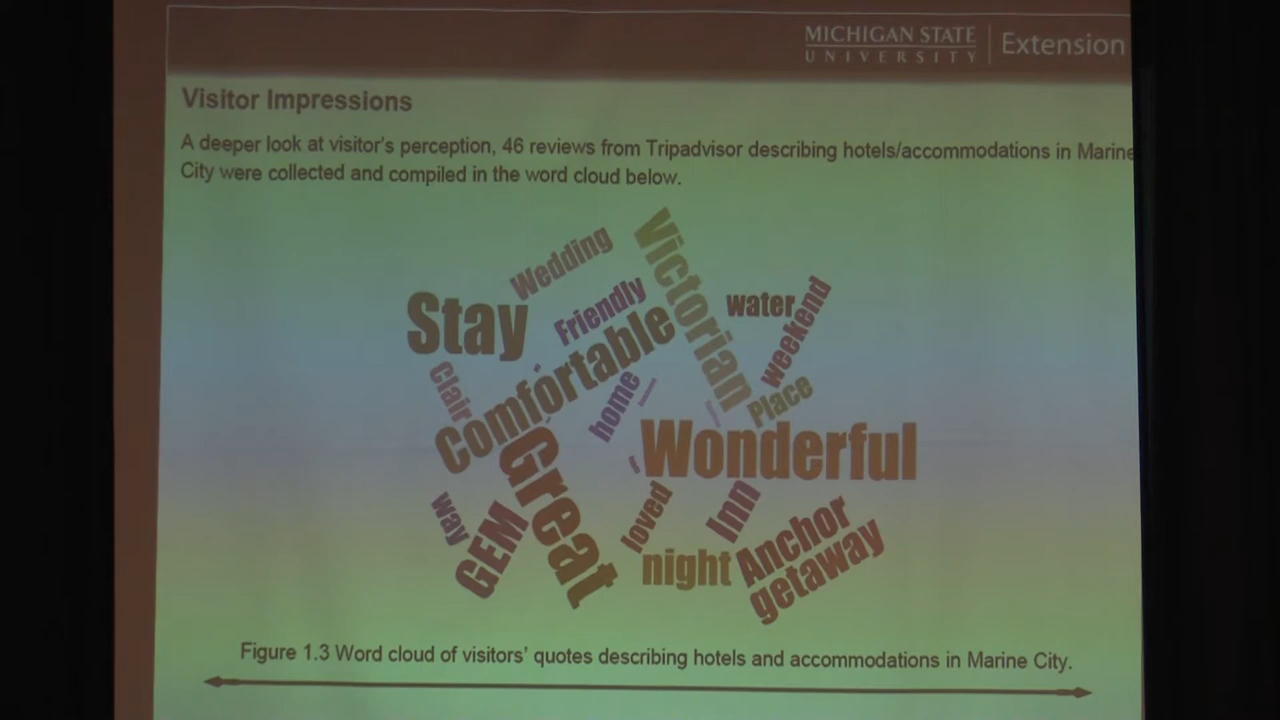 MICHIGAN STATE
UNIVERSITY
Extension
Visitor Impressions
A deeper look at visitor's perception, 46 reviews from Tripadvisor describing hotels/accommodations in Marine
City were collected and compiled in the word cloud below.
Wedding
Victorian
Stay
Friendly
water
weekend
Comfortable
Clair
home
Place
Wonderful
Great
way
GEM
loved
Inn
night
Anchor
getaway
Figure 1.3 Word cloud of visitors' quotes describing hotels and accommodations in Marine City.